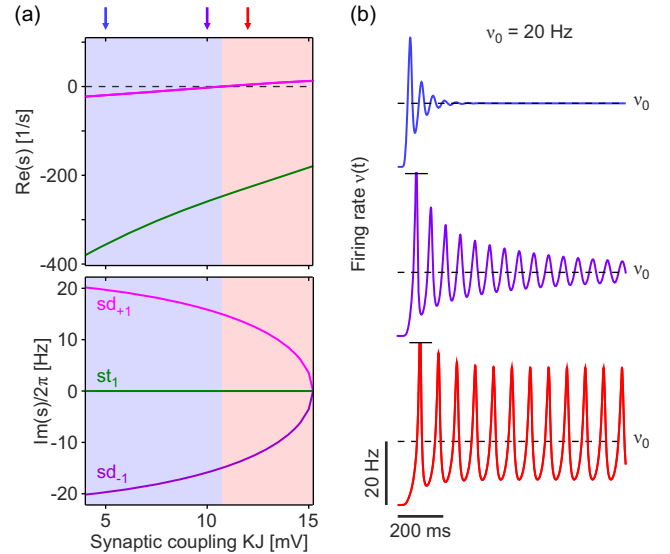 (a)
Re(s) [1/s]
0
-200
-400
Im(s)/2π [Hz]
20
10
0
-10
-20
sd+1
st1
sd-1
5
10
15
Synaptic coupling KJ [mV]
(b)
ν0 = 20 Hz
Firing rate ν(t)
ν0
ν0
ν0
20 Hz
200 ms